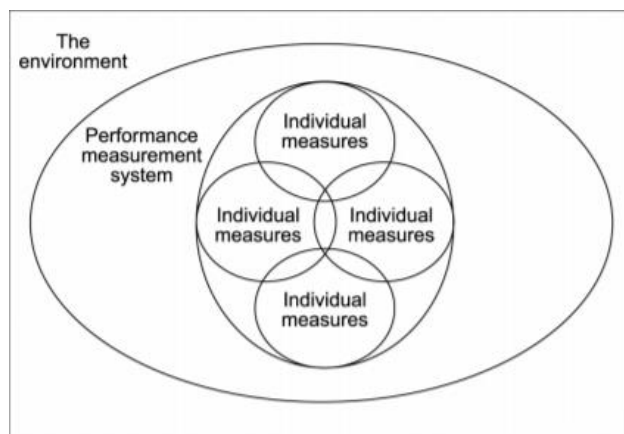 The
environment
Performance
measurement
system
Individual
measures
Individual
measures
Individual
measures
Individual
measures